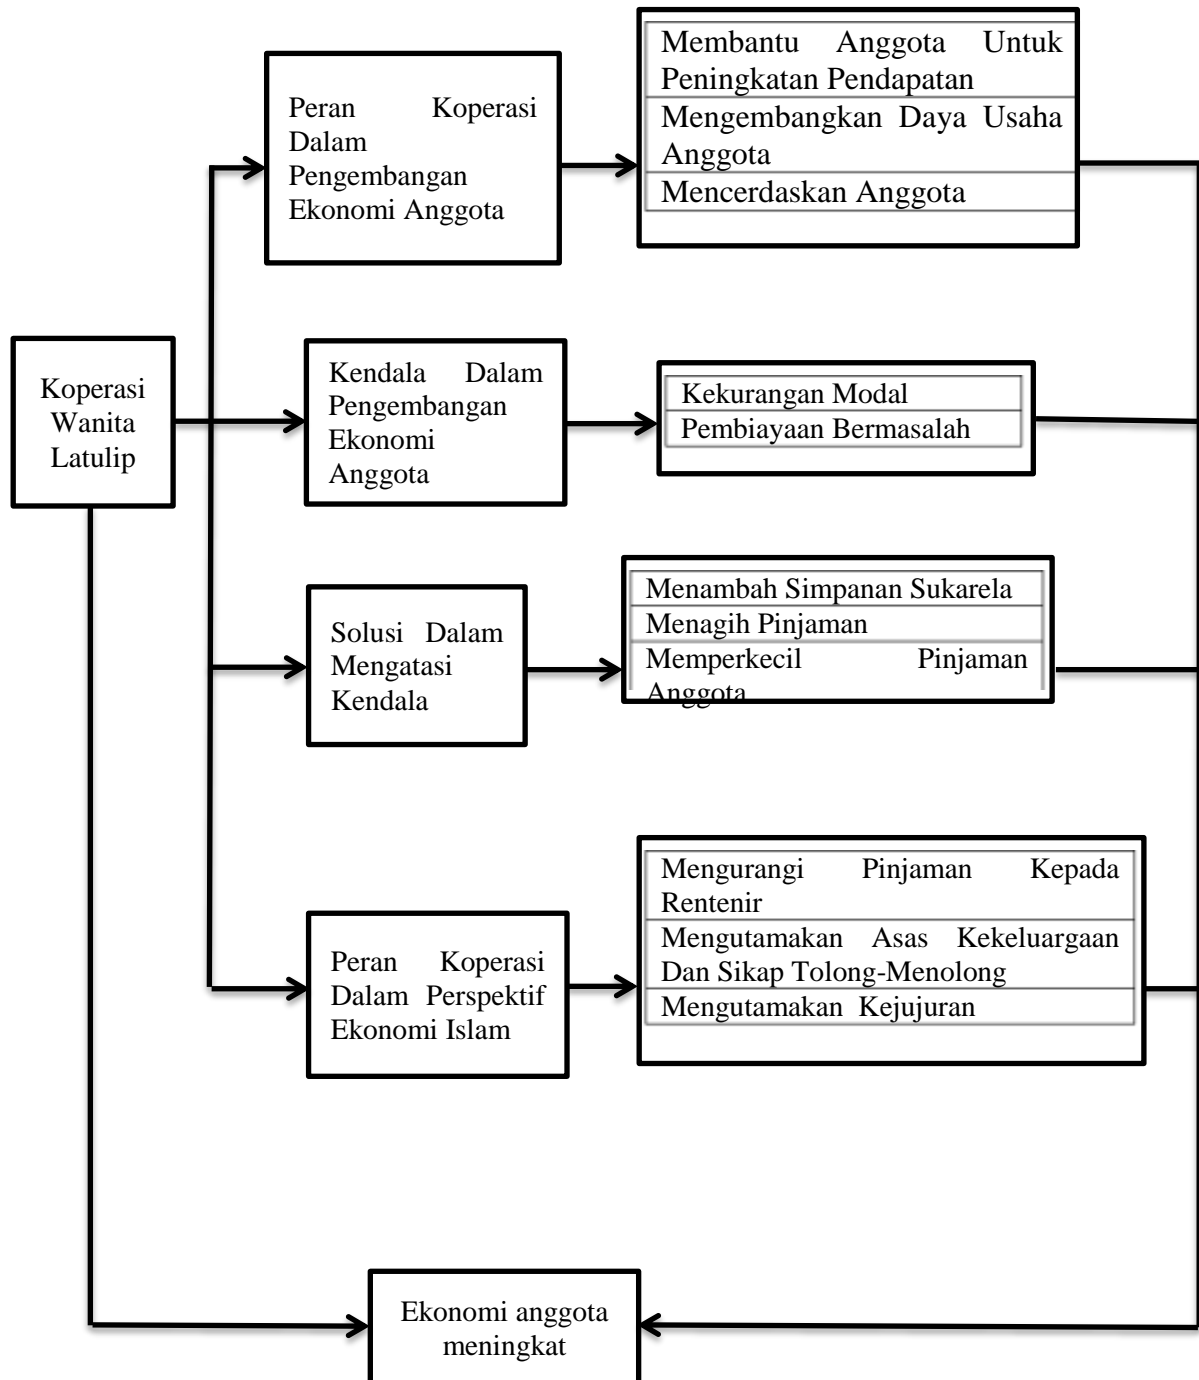 Peran Koperasi
Dalam
Pengembangan
Ekonomi Anggota
Membantu Anggota Untuk
Peningkatan Pendapatan
Mengembangkan Daya Usaha
Anggota
Mencerdaskan Anggota
Koperasi
Wanita
Latulip
Kendala Dalam
Pengembangan
Ekonomi
Anggota
Kekurangan Modal
Pembiayaan Bermasalah
Solusi Dalam
Mengatasi
Kendala
Menambah Simpanan Sukarela
Menagih Pinjaman
Memperkecil Pinjaman
Anggota
Peran Koperasi
Dalam Perspektif
Ekonomi Islam
Mengurangi Pinjaman Kepada
Rentenir
Mengutamakan Asas Kekeluargaan
Dan Sikap Tolong-Menolong
Mengutamakan Kejujuran
Ekonomi anggota
meningkat